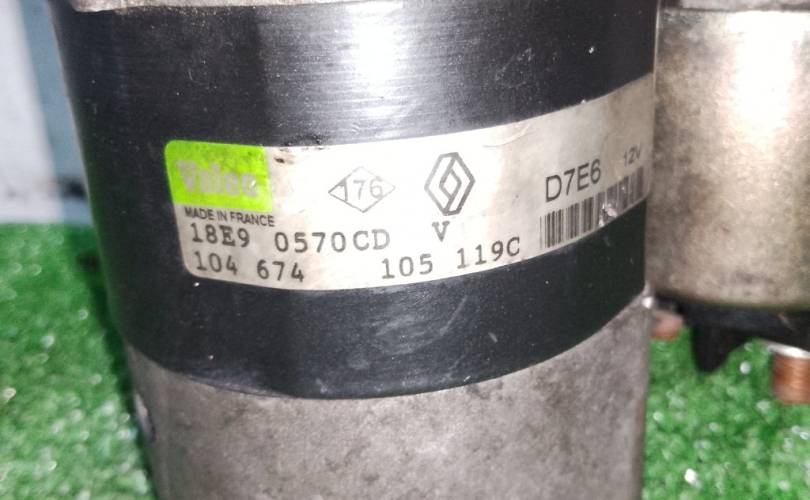 Valeo
176
D7E6 12V
MADE IN FRANCE
18E9 0570CD V
104 674 105 119C